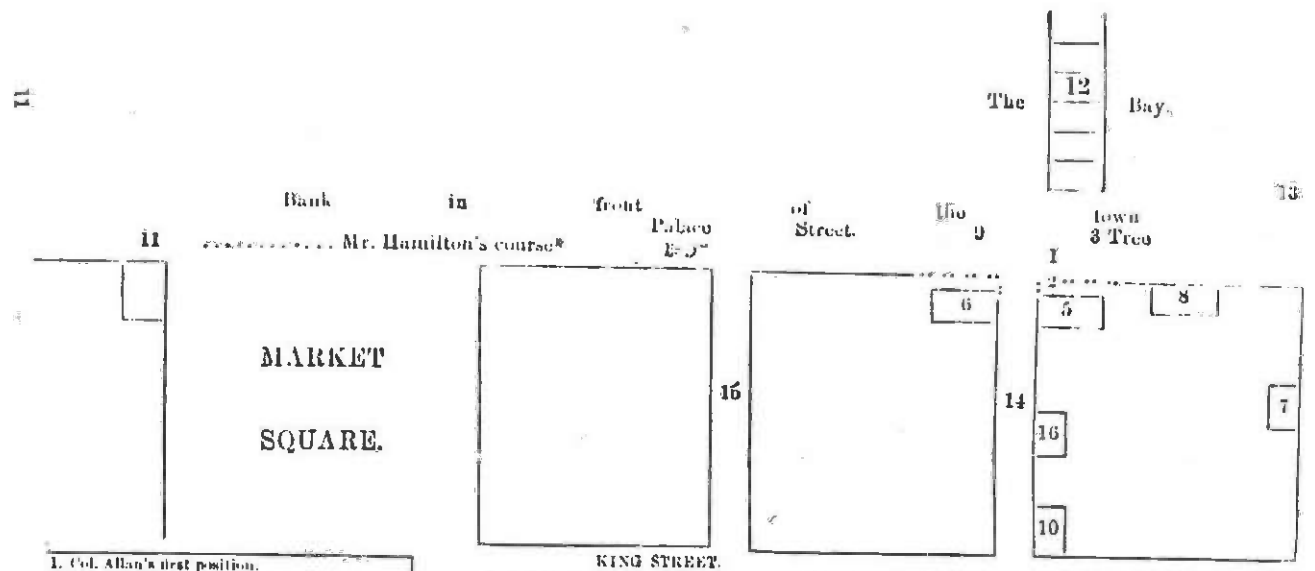 12
The Bay,
11
13
Bank in front of the town
11 Mr. Hamilton's course* Palace Street. 9 3 Tree
1
2
6 5 8
MARKET
15 14 7
SQUARE.
16
10
1. Col. Allan's first position.
KING STREET.